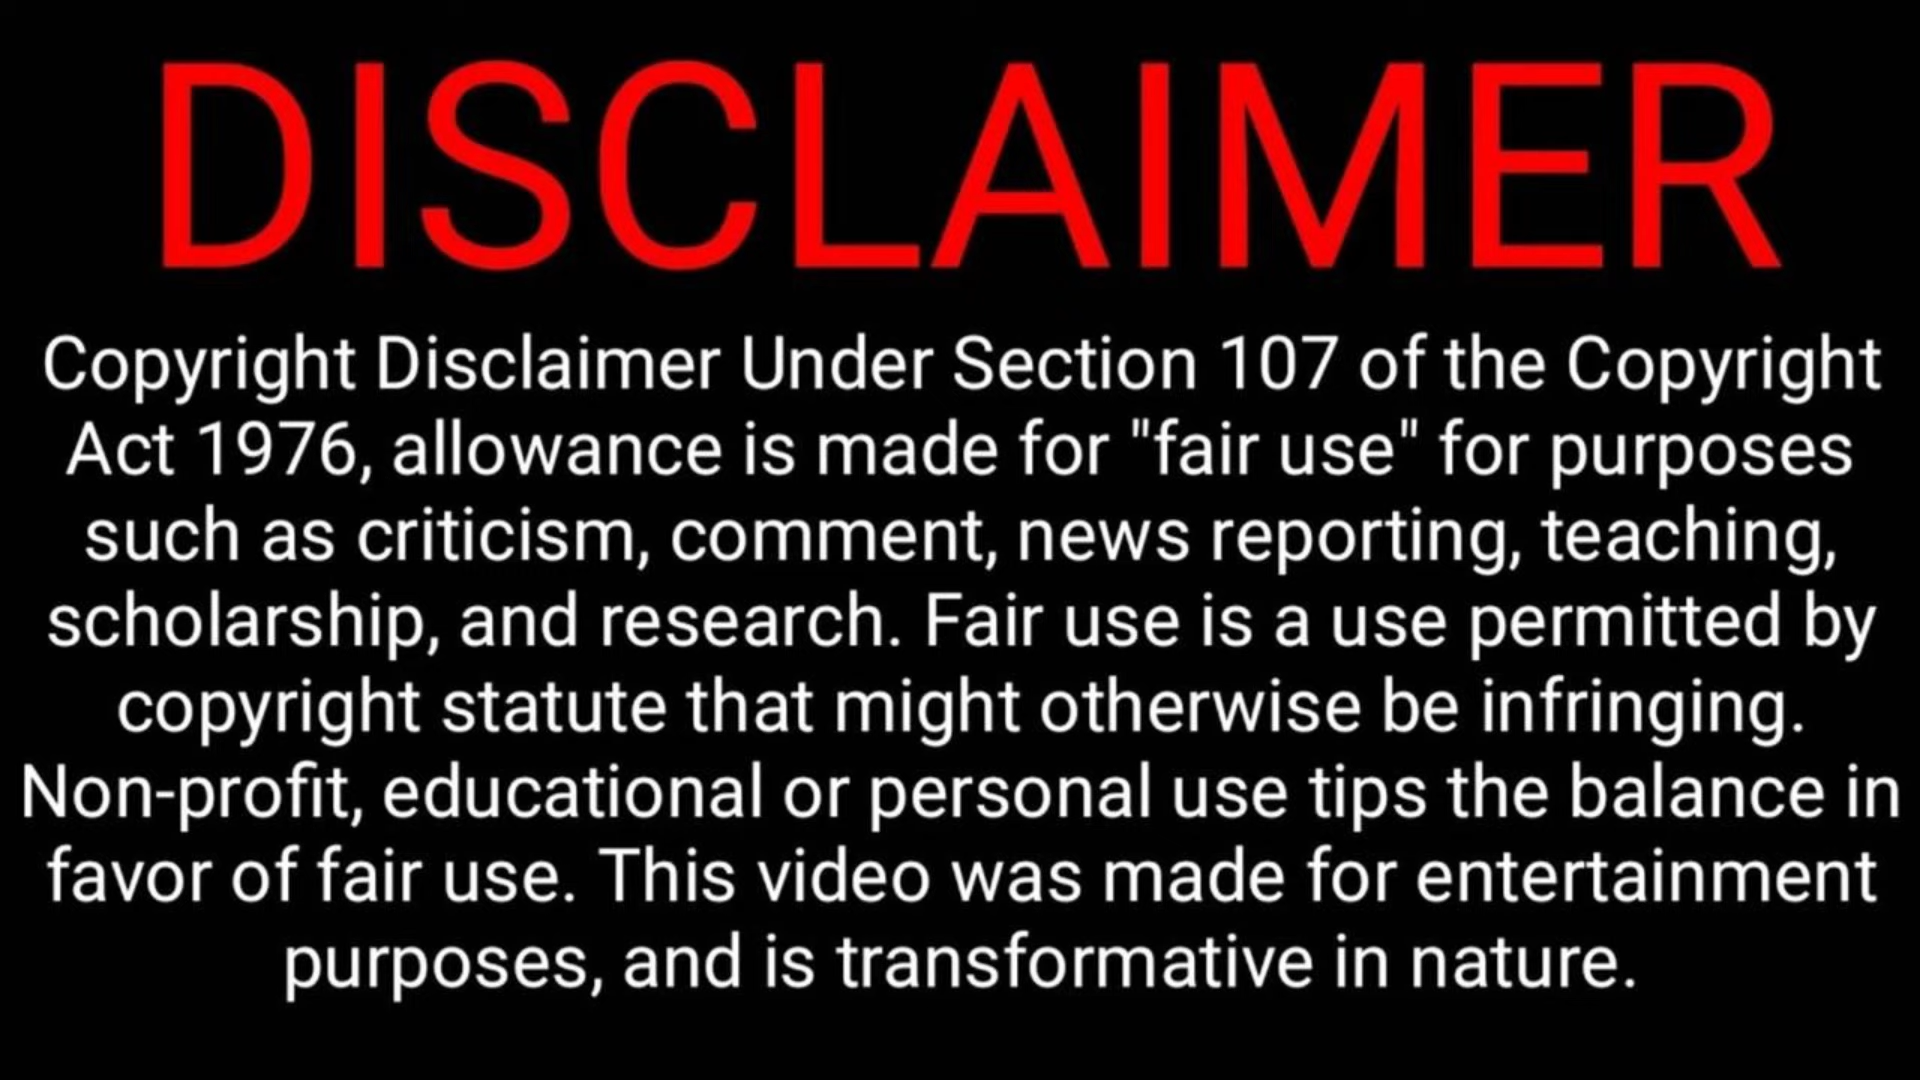 DISCLAIMER
Copyright Disclaimer Under Section 107 of the Copyright
Act 1976, allowance is made for "fair use" for purposes
such as criticism, comment, news reporting, teaching,
scholarship, and research. Fair use is a use permitted by
copyright statute that might otherwise be infringing.
Non-profit, educational or personal use tips the balance in
favor of fair use. This video was made for entertainment
purposes, and is transformative in nature.